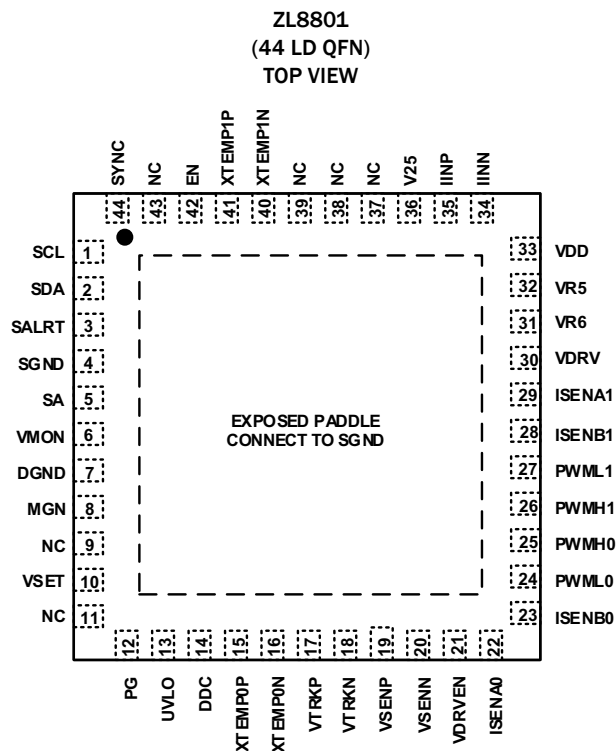 ZL8801
(44 LD QFN)
TOP VIEW
SYNC
NC
EN
XTEMP1P
XTEMP1N
NC
NC
NC
V25
IINP
IINN
44
43
42
41
40
39
38
37
36
35
34
SCL 1
SDA 2
SALRT 3
SGND 4
SA 5
VMON 6
DGND 7
MGN 8
NC 9
VSET 10
NC 11
EXPOSED PADDLE
CONNECT TO SGND
33 VDD
32 VR5
31 VR6
30 VDRV
29 ISENA1
28 ISENB1
27 PWML1
26 PWMH1
25 PWMH0
24 PWML0
23 ISENB0
12
13
14
15
16
17
18
19
20
21
22
PG
UVLO
DDC
XTEMP0P
XTEMP0N
VTRKP
VTRKN
VSENP
VSENN
VDRVEN
ISENA0